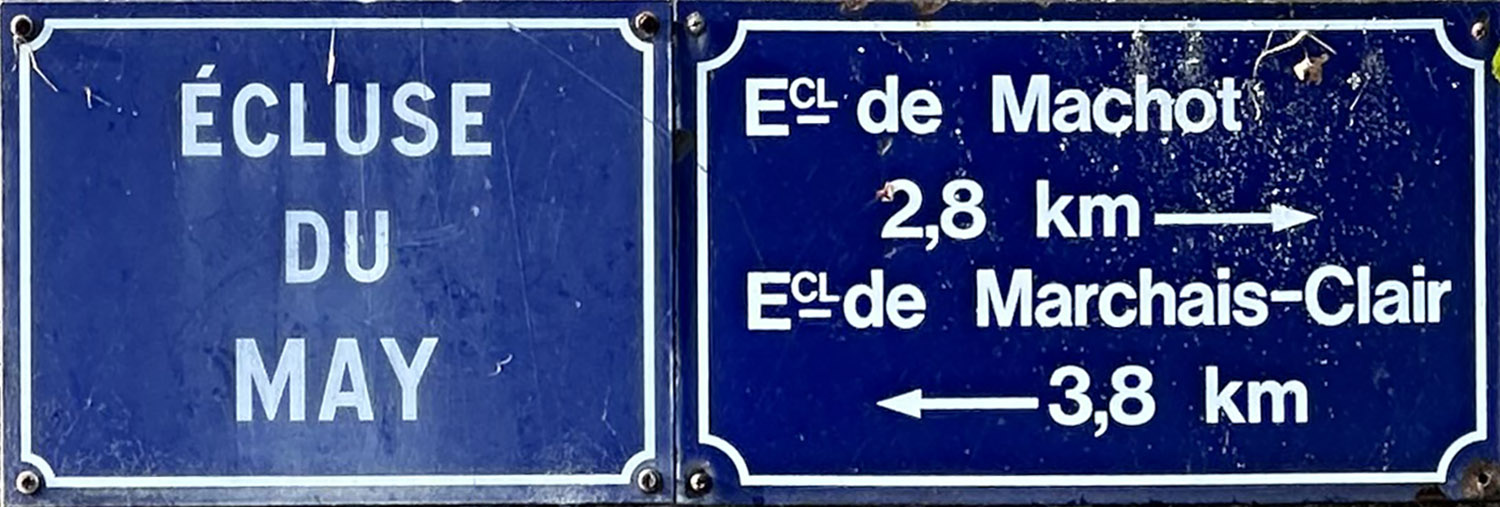 ÉCLUSE
DU
MAY
Eᶜᴸ de Machot
2,8 km →
Eᶜᴸ de Marchais-Clair
← 3,8 km